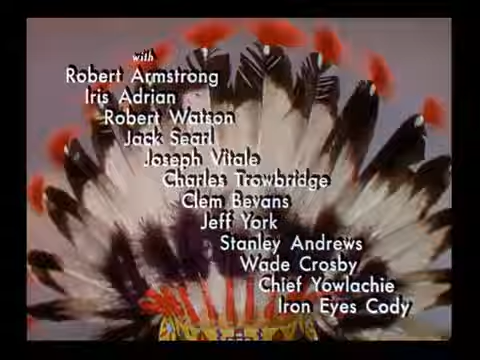 with
Robert Armstrong
Iris Adrian
Robert Watson
Jack Searl
Joseph Vitale
Charles Trowbridge
Clem Bevans
Jeff York
Stanley Andrews
Wade Crosby
Chief Yowlachie
Iron Eyes Cody